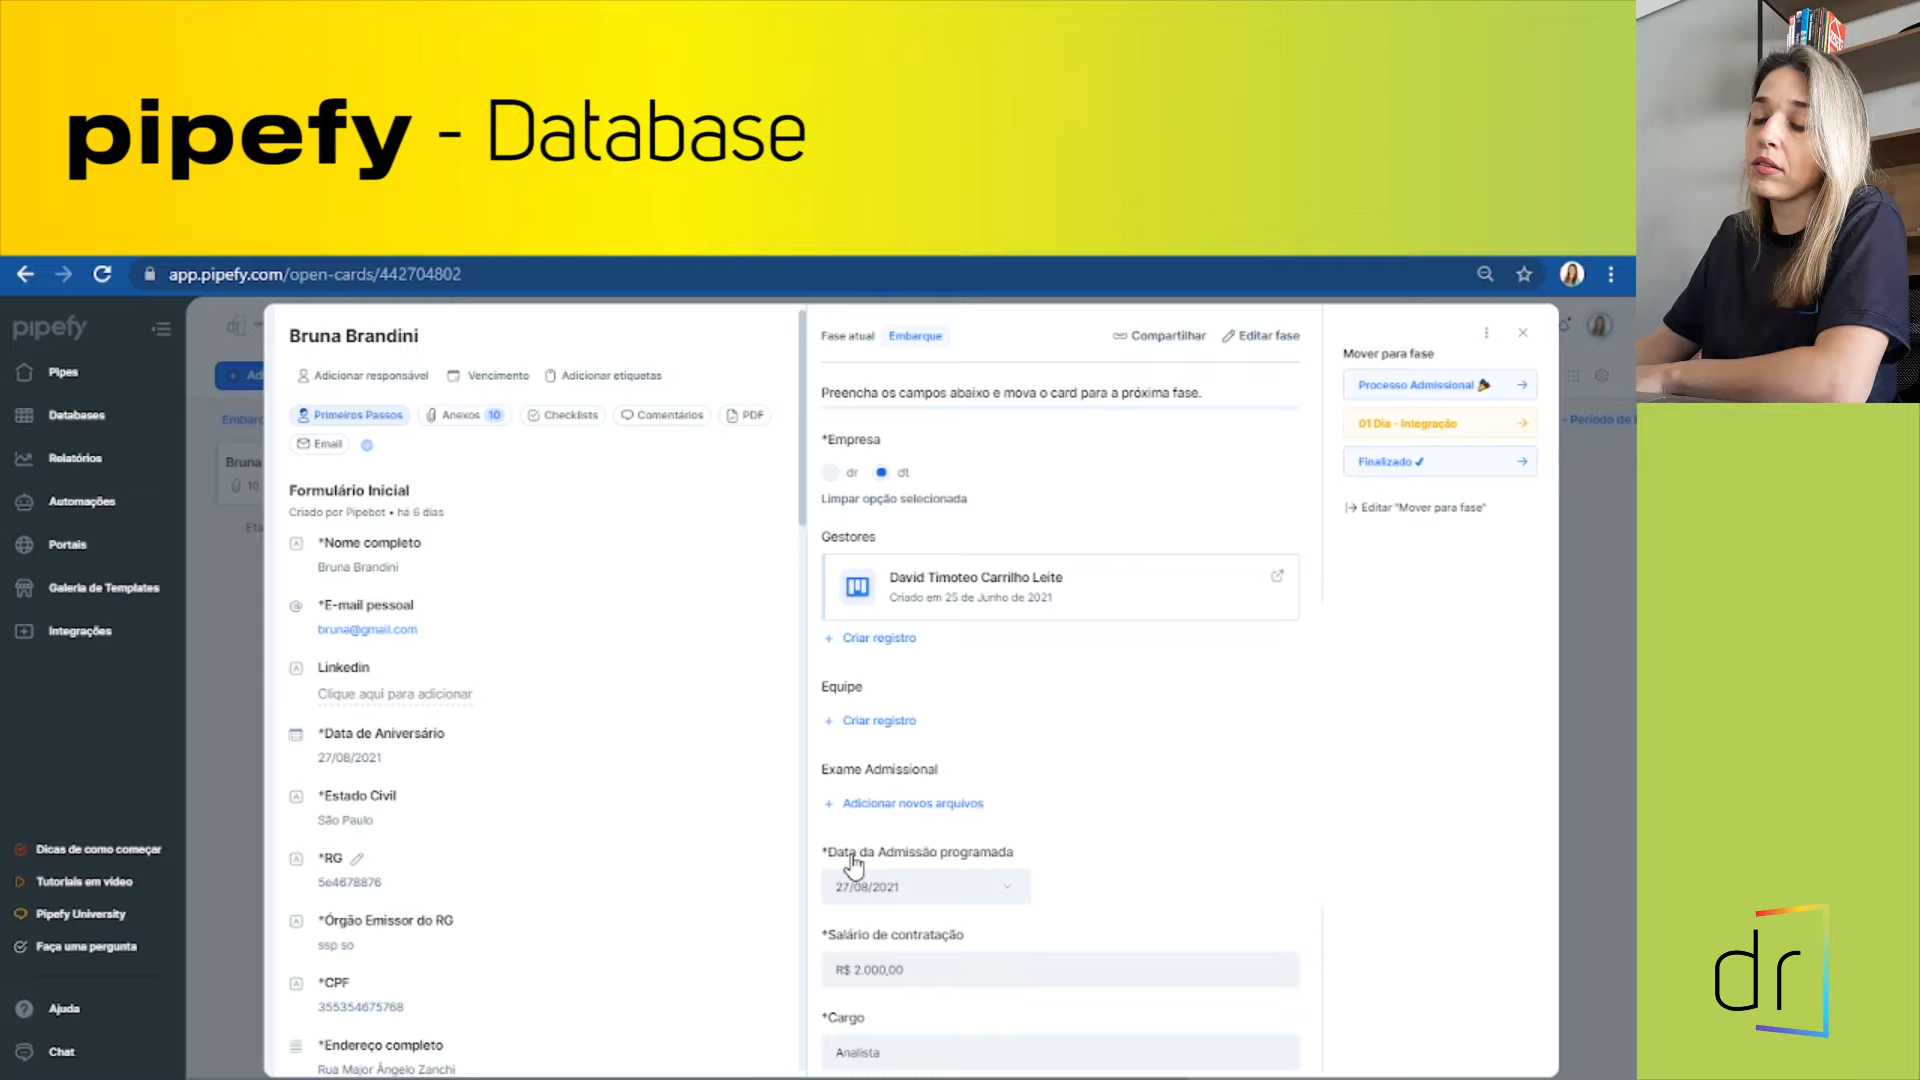 pipefy - Database
app.pipefy.com/open-cards/442704802
pipefy
Pipes
Databases
Relatórios
Automações
Portais
Galeria de Templates
Integrações
Dicas de como começar
Tutoriais em vídeo
Pipefy University
Faça uma pergunta
Ajuda
Chat
Bruna
10
Bruna Brandini
Adicionar responsável
Vencimento
Adicionar etiquetas
Primeiros Passos
Anexos 10
Checklists
Comentários
PDF
Email
Formulário Inicial
Criado por Pipebot • há 6 dias
*Nome completo
Bruna Brandini
*E-mail pessoal
bruna@gmail.com
Linkedin
Clique aqui para adicionar
*Data de Aniversário
27/08/2021
*Estado Civil
São Paulo
*RG
5e4678876
*Órgão Emissor do RG
ssp so
*CPF
355354675768
*Endereço completo
Rua Major Ângelo Zanchi
Fase atual Embarque
Compartilhar
Editar fase
Preencha os campos abaixo e mova o card para a próxima fase.
*Empresa
dr dt
Limpar opção selecionada
Gestores
David Timoteo Carrilho Leite
Criado em 25 de Junho de 2021
+ Criar registro
Equipe
+ Criar registro
Exame Admissional
+ Adicionar novos arquivos
*Data da Admissão programada
27/08/2021
*Salário de contratação
R$ 2.000,00
*Cargo
Analista
Mover para fase
Processo Admissional
01 Dia - Integração
Finalizado ✓
Editar "Mover para fase"
- Período de
dr